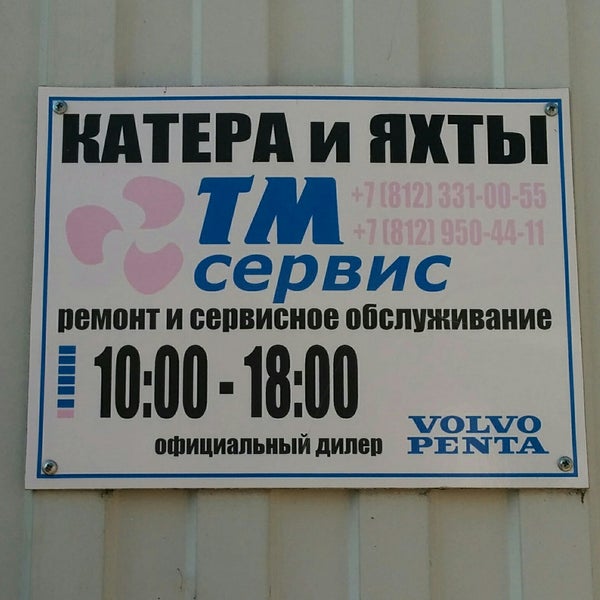 КАТЕРА и ЯХТЫ
ТМ
сервис
+7 (812) 331-00-55
+7 (812) 950-44-11
ремонт и сервисное обслуживание
10:00 - 18:00
официальный дилер
VOLVO
PENTA